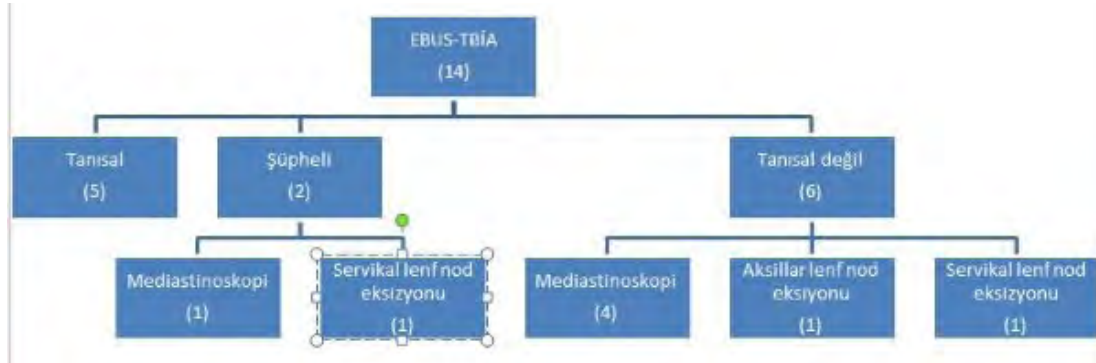 EBUS-TBİA
(14)
Tanısal
(5)
Şüpheli
(2)
Tanısal değil
(6)
Mediastinoskopi
(1)
Servikal lenf nod
eksizyonu
(1)
Mediastinoskopi
(4)
Aksillar lenf nod
eksiyonu
(1)
Servikal lenf nod
eksizyonu
(1)